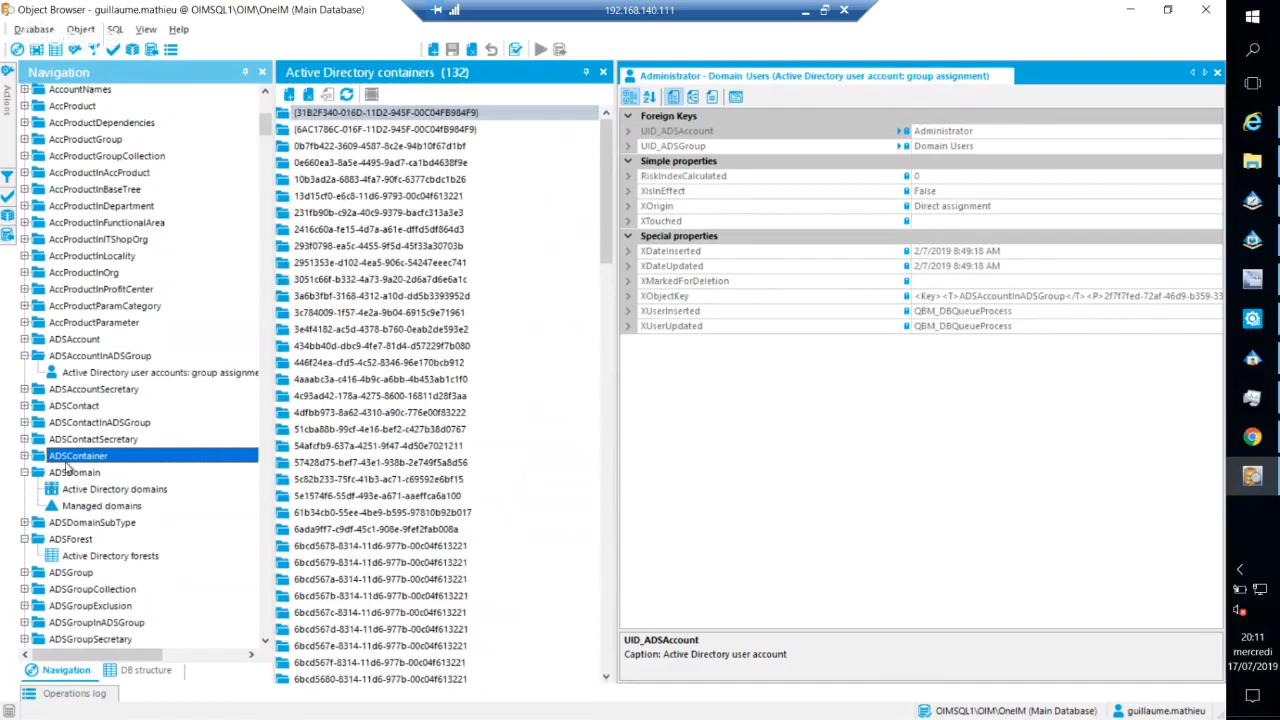 Object Browser - guillaume.mathieu @ OIMSQL1\OIM\OneIM (Main Database)
192.168.140.111
Database Object SQL View Help
Navigation
Actions
AccountNames
AccProduct
AccProductDependencies
AccProductGroup
AccProductGroupCollection
AccProductInAccProduct
AccProductInBaseTree
AccProductInDepartment
AccProductInFunctionalArea
AccProductInITShopOrg
AccProductInLocality
AccProductInOrg
AccProductInProfitCenter
AccProductParamCategory
AccProductParameter
ADSAccount
ADSAccountInADSGroup
Active Directory user accounts: group assignme
ADSAccountSecretary
ADSContact
ADSContactInADSGroup
ADSContactSecretary
ADSContainer
ADSDomain
Active Directory domains
Managed domains
ADSDomainSubType
ADSForest
Active Directory forests
ADSGroup
ADSGroupCollection
ADSGroupExclusion
ADSGroupInADSGroup
ADSGroupSecretary
Navigation
DB structure
Operations log
Active Directory containers (132)
{31B2F340-016D-11D2-945F-00C04FB984F9}
{6AC1786C-016F-11D2-945F-00C04fB984F9}
0b7fb422-3609-4587-8c2e-94b10f67d1bf
0e660ea3-8a5e-4495-9ad7-ca1bd4638f9e
10b3ad2a-6883-4fa7-90fc-6377cbdc1b26
13d15cf0-e6c8-11d6-9793-00c04f613221
231fb90b-c92a-40c9-9379-bacfc313a3e3
2416c60a-fe15-4d7a-a61e-dffd5df864d3
293f0798-ea5c-4455-9f5d-45f33a30703b
2951353e-d102-4ea5-906c-54247eeec741
3051c66f-b332-4a73-9a20-2d6a7d6e6a1c
3a6b3fbf-3168-4312-a10d-dd5b3393952d
3c784009-1f57-4e2a-9b04-6915c9e71961
3e4f4182-ac5d-4378-b760-0eab2de593e2
434bb40d-dbc9-4fe7-81d4-d57229f7b080
446f24ea-cfd5-4c52-8346-96e170bcb912
4aaabc3a-c416-4b9c-a6bb-4b453ab1c1f0
4c93ad42-178a-4275-8600-16811d28f3aa
4dfbb973-8a62-4310-a90c-776e00f83222
51cba88b-99cf-4e16-bef2-c427b38d0767
54afcfb9-637a-4251-9f47-4d50e7021211
57428d75-bef7-43e1-938b-2e749f5a8d56
5c82b233-75fc-41b3-ac71-c69592e6bf15
5e1574f6-55df-493e-a671-aaeffca6a100
61b34cb0-55ee-4be9-b595-97810b92b017
6ada9ff7-c9df-45c1-908e-9fef2fab008a
6bcd5678-8314-11d6-977b-00c04f613221
6bcd5679-8314-11d6-977b-00c04f613221
6bcd567a-8314-11d6-977b-00c04f613221
6bcd567b-8314-11d6-977b-00c04f613221
6bcd567c-8314-11d6-977b-00c04f613221
6bcd567d-8314-11d6-977b-00c04f613221
6bcd567e-8314-11d6-977b-00c04f613221
6bcd567f-8314-11d6-977b-00c04f613221
6bcd5680-8314-11d6-977b-00c04f613221
Administrator - Domain Users (Active Directory user account: group assignment)
Foreign Keys
UID_ADSAccount Administrator
UID_ADSGroup Domain Users
Simple properties
RiskIndexCalculated 0
XIsInEffect False
XOrigin Direct assignment
XTouched
Special properties
XDateInserted 2/7/2019 8:49:18 AM
XDateUpdated 2/7/2019 8:49:18 AM
XMarkedForDeletion
XObjectKey <Key><T>ADSAccountInADSGroup</T><P>2f7f7fed-72af-46d9-b359-33
XUserInserted QBM_DBQueueProcess
XUserUpdated QBM_DBQueueProcess
UID_ADSAccount
Caption: Active Directory user account
OIMSQL1\OIM\OneIM (Main Database) guillaume.mathieu
20:11
mercredi
17/07/2019